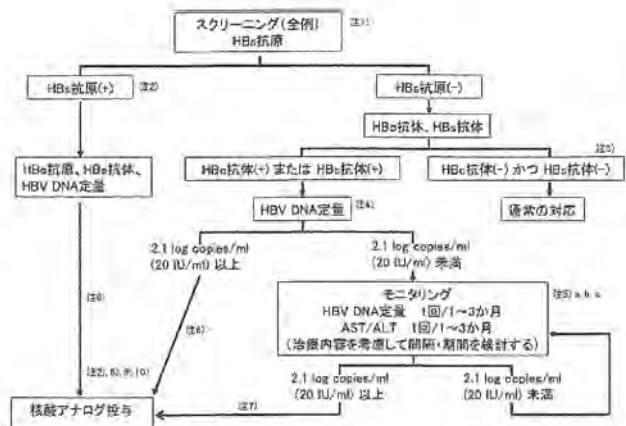 スクリーニング(全例)
HBs抗原
注1)
HBs抗原(+)
注2)
HBs抗原(-)
HBc抗体、HBs抗体
HBe抗原、HBe抗体、
HBV DNA定量
HBc抗体(+) または HBs抗体(+)
注3)
HBc抗体(-) かつ HBs抗体(-)
HBV DNA定量
注4)
通常の対応
2.1 log copies/ml
(20 IU/ml) 以上
2.1 log copies/ml
(20 IU/ml) 未満
モニタリング
HBV DNA定量 1回/1~3か月
AST/ALT 1回/1~3か月
(治療内容を考慮して間隔・期間を検討する)
注5) a, b, c
注6)
注6)
2.1 log copies/ml
(20 IU/ml) 以上
2.1 log copies/ml
(20 IU/ml) 未満
注7)
核酸アナログ投与